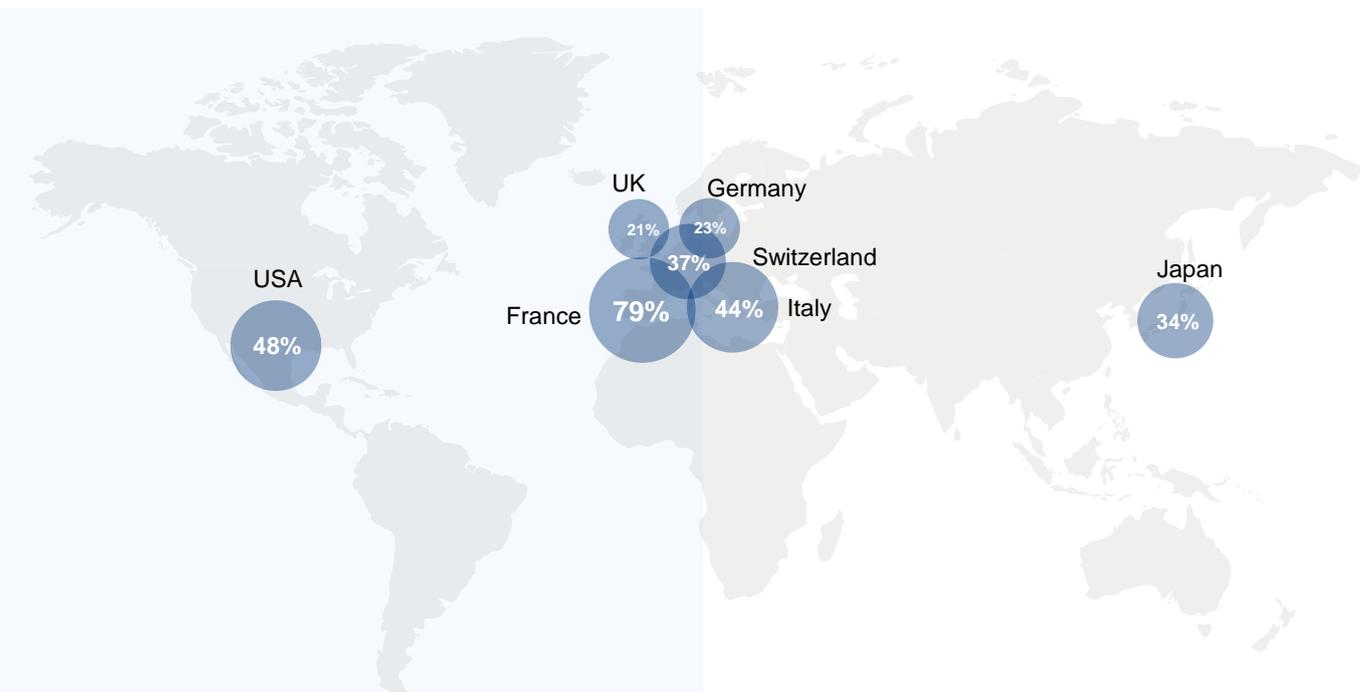 UK
Germany
21%
23%
Switzerland
37%
USA
Japan
France
79%
44%
Italy
34%
48%